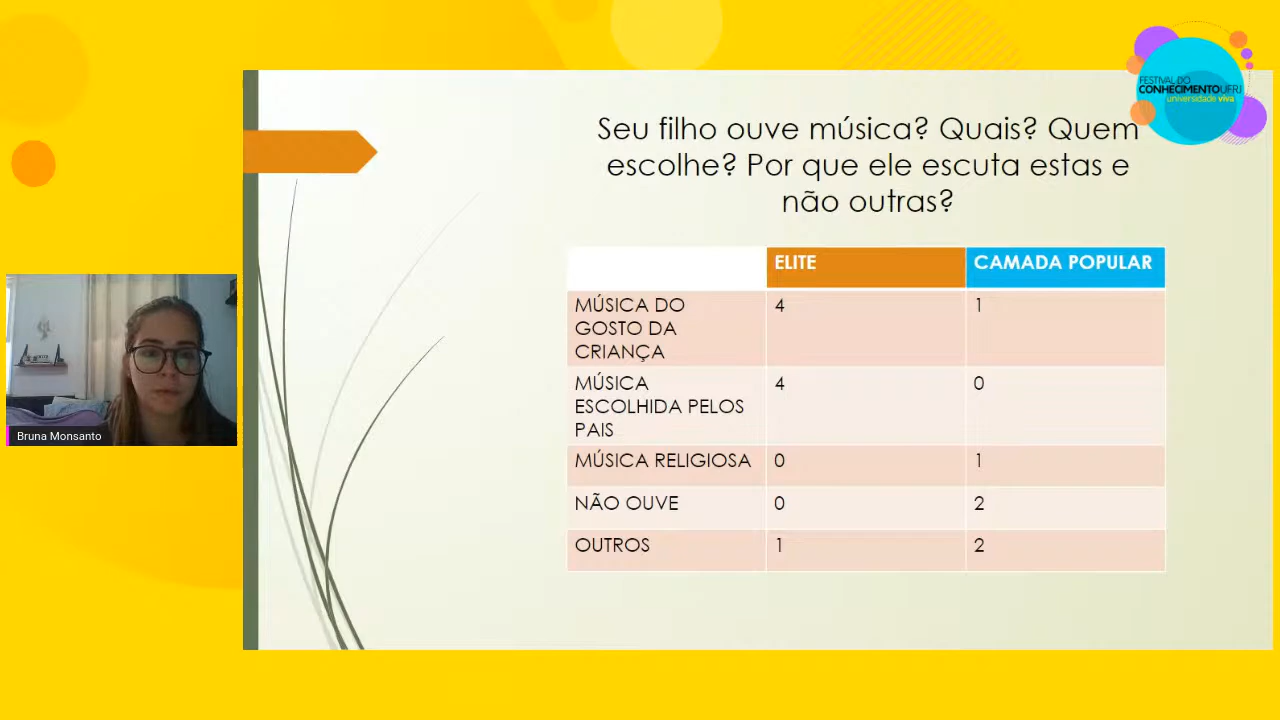 FESTIVAL DO
CONHECIMENTO UFRJ
universidade viva
Seu filho ouve música? Quais? Quem
escolhe? Por que ele escuta estas e
não outras?
ELITE CAMADA POPULAR
MÚSICA DO
GOSTO DA
CRIANÇA
4 1
MÚSICA
ESCOLHIDA PELOS
PAIS
4 0
MÚSICA RELIGIOSA 0 1
NÃO OUVE 0 2
OUTROS 1 2
Bruna Monsanto